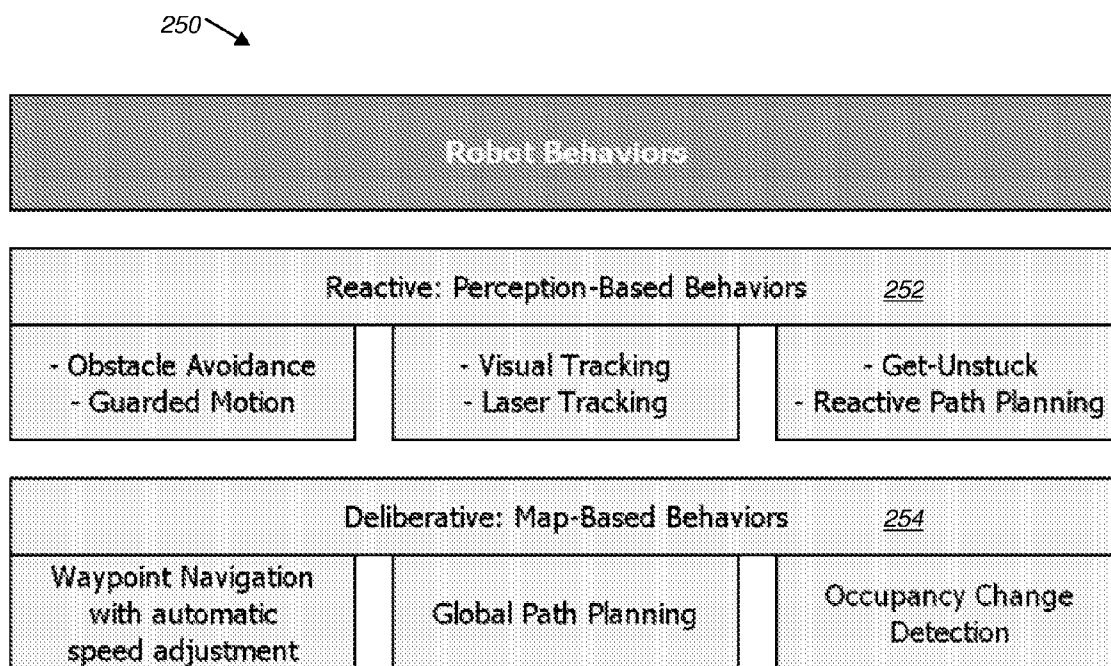 250
Robot Behaviors
Reactive: Perception-Based Behaviors 252
- Obstacle Avoidance
- Guarded Motion
- Visual Tracking
- Laser Tracking
- Get-Unstuck
- Reactive Path Planning
Deliberative: Map-Based Behaviors 254
Waypoint Navigation
with automatic
speed adjustment
Global Path Planning
Occupancy Change
Detection